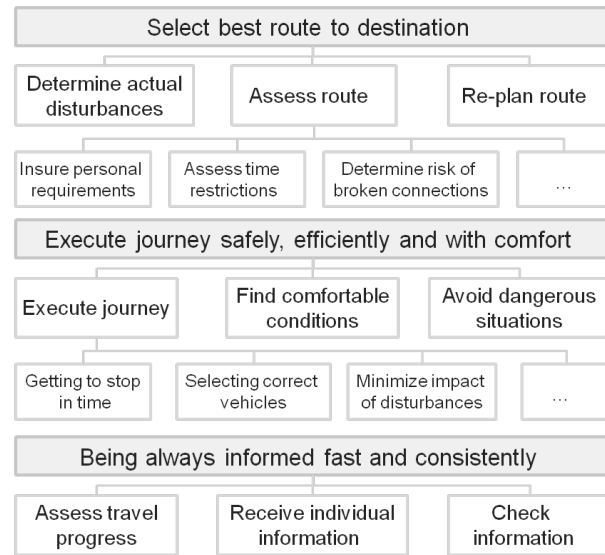 Select best route to destination
Determine actual
disturbances
Assess route
Re-plan route
Insure personal
requirements
Assess time
restrictions
Determine risk of
broken connections
...
Execute journey safely, efficiently and with comfort
Execute journey
Find comfortable
conditions
Avoid dangerous
situations
Getting to stop
in time
Selecting correct
vehicles
Minimize impact
of disturbances
...
Being always informed fast and consistently
Assess travel
progress
Receive individual
information
Check
information